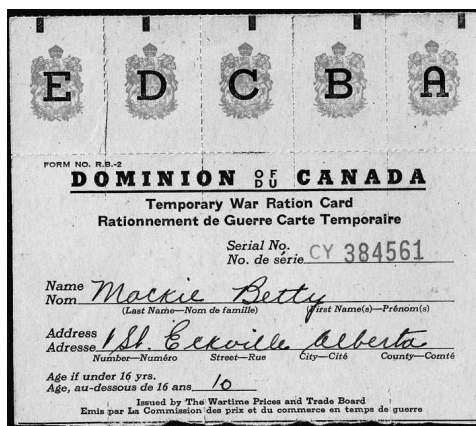 E D C B A
FORM NO. R.B.-2
DOMINION OF DU CANADA
Temporary War Ration Card
Rationnement de Guerre Carte Temporaire
Serial No.
No. de série CY 384561
Name
Nom Mackie Betty
(Last Name—Nom de famille) (First Name(s)—Prénom(s)
Address
Adresse St. Eckville Alberta
Number—Numéro Street—Rue City—Cité County—Comté
Age if under 16 yrs.
Age, au-dessous de 16 ans 10
Issued by The Wartime Prices and Trade Board
Emis par La Commission des prix et du commerce en temps de guerre